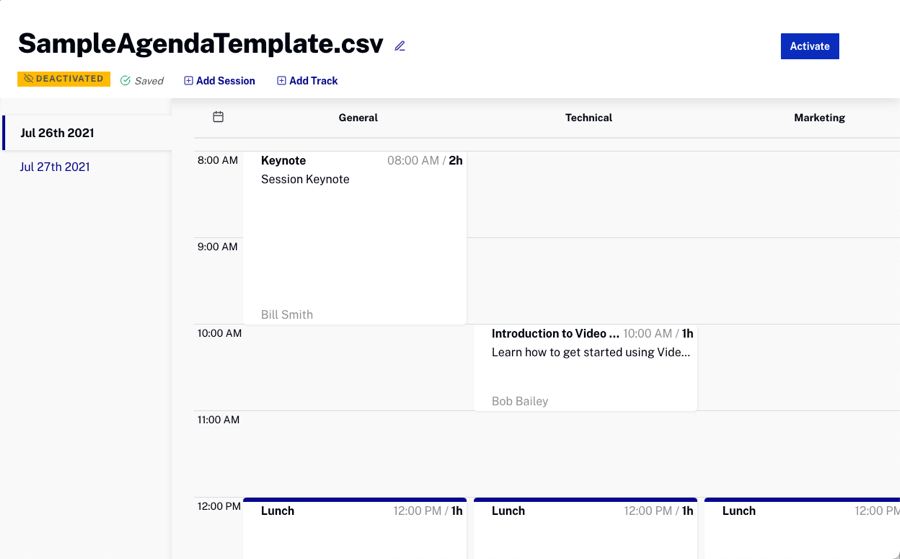 SampleAgendaTemplate.csv
Activate
DEACTIVATED Saved Add Session Add Track
General Technical Marketing
Jul 26th 2021
Jul 27th 2021
8:00 AM Keynote 08:00 AM / 2h
Session Keynote
9:00 AM
Bill Smith
10:00 AM Introduction to Video ... 10:00 AM / 1h
Learn how to get started using Vide...
Bob Bailey
11:00 AM
12:00 PM Lunch 12:00 PM / 1h Lunch 12:00 PM / 1h Lunch 12:00 PM